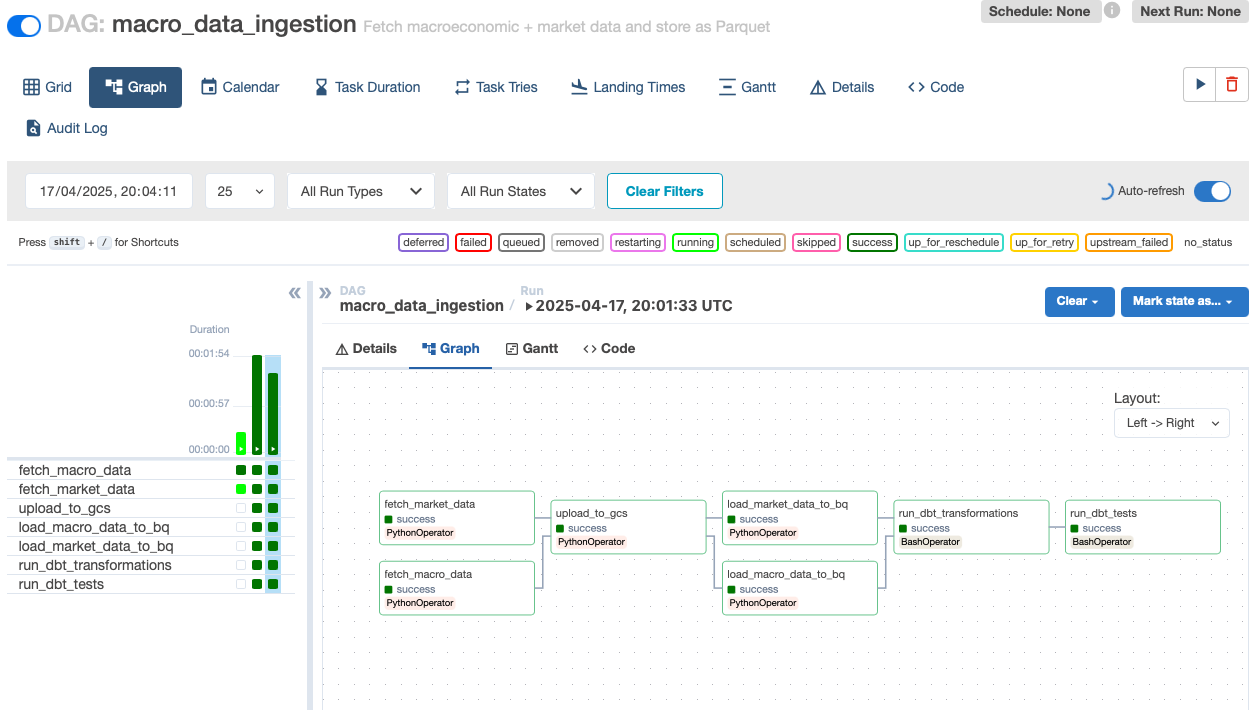 DAG: macro_data_ingestion Fetch macroeconomic + market data and store as Parquet
Schedule: None
Next Run: None
Grid
Graph
Calendar
Task Duration
Task Tries
Landing Times
Gantt
Details
<> Code
Audit Log
17/04/2025, 20:04:11
25
All Run Types
All Run States
Clear Filters
Auto-refresh
Press shift + / for Shortcuts
deferred
failed
queued
removed
restarting
running
scheduled
skipped
success
up_for_reschedule
up_for_retry
upstream_failed
no_status
Duration
00:01:54
00:00:57
00:00:00
fetch_macro_data
fetch_market_data
upload_to_gcs
load_macro_data_to_bq
load_market_data_to_bq
run_dbt_transformations
run_dbt_tests
DAG
macro_data_ingestion
/
Run
2025-04-17, 20:01:33 UTC
Clear
Mark state as...
Details
Graph
Gantt
<> Code
Layout:
Left -> Right
fetch_market_data
success
PythonOperator
fetch_macro_data
success
PythonOperator
upload_to_gcs
success
PythonOperator
load_market_data_to_bq
success
PythonOperator
load_macro_data_to_bq
success
PythonOperator
run_dbt_transformations
success
BashOperator
run_dbt_tests
success
BashOperator